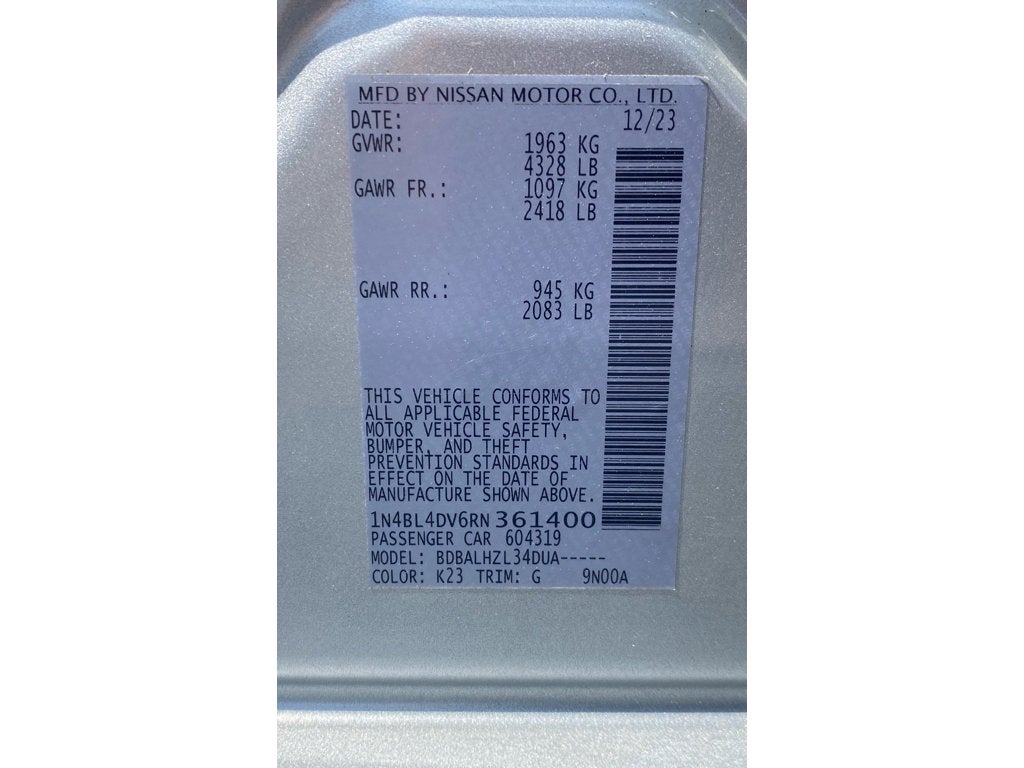 MFD BY NISSAN MOTOR CO., LTD.
DATE: 12/23
GVWR: 1963 KG
4328 LB
GAWR FR.: 1097 KG
2418 LB
GAWR RR.: 945 KG
2083 LB
THIS VEHICLE CONFORMS TO
ALL APPLICABLE FEDERAL
MOTOR VEHICLE SAFETY,
BUMPER, AND THEFT
PREVENTION STANDARDS IN
EFFECT ON THE DATE OF
MANUFACTURE SHOWN ABOVE.
1N4BL4DV6RN361400
PASSENGER CAR 604319
MODEL: BDBALHZL34DUA-----
COLOR: K23 TRIM: G 9N00A